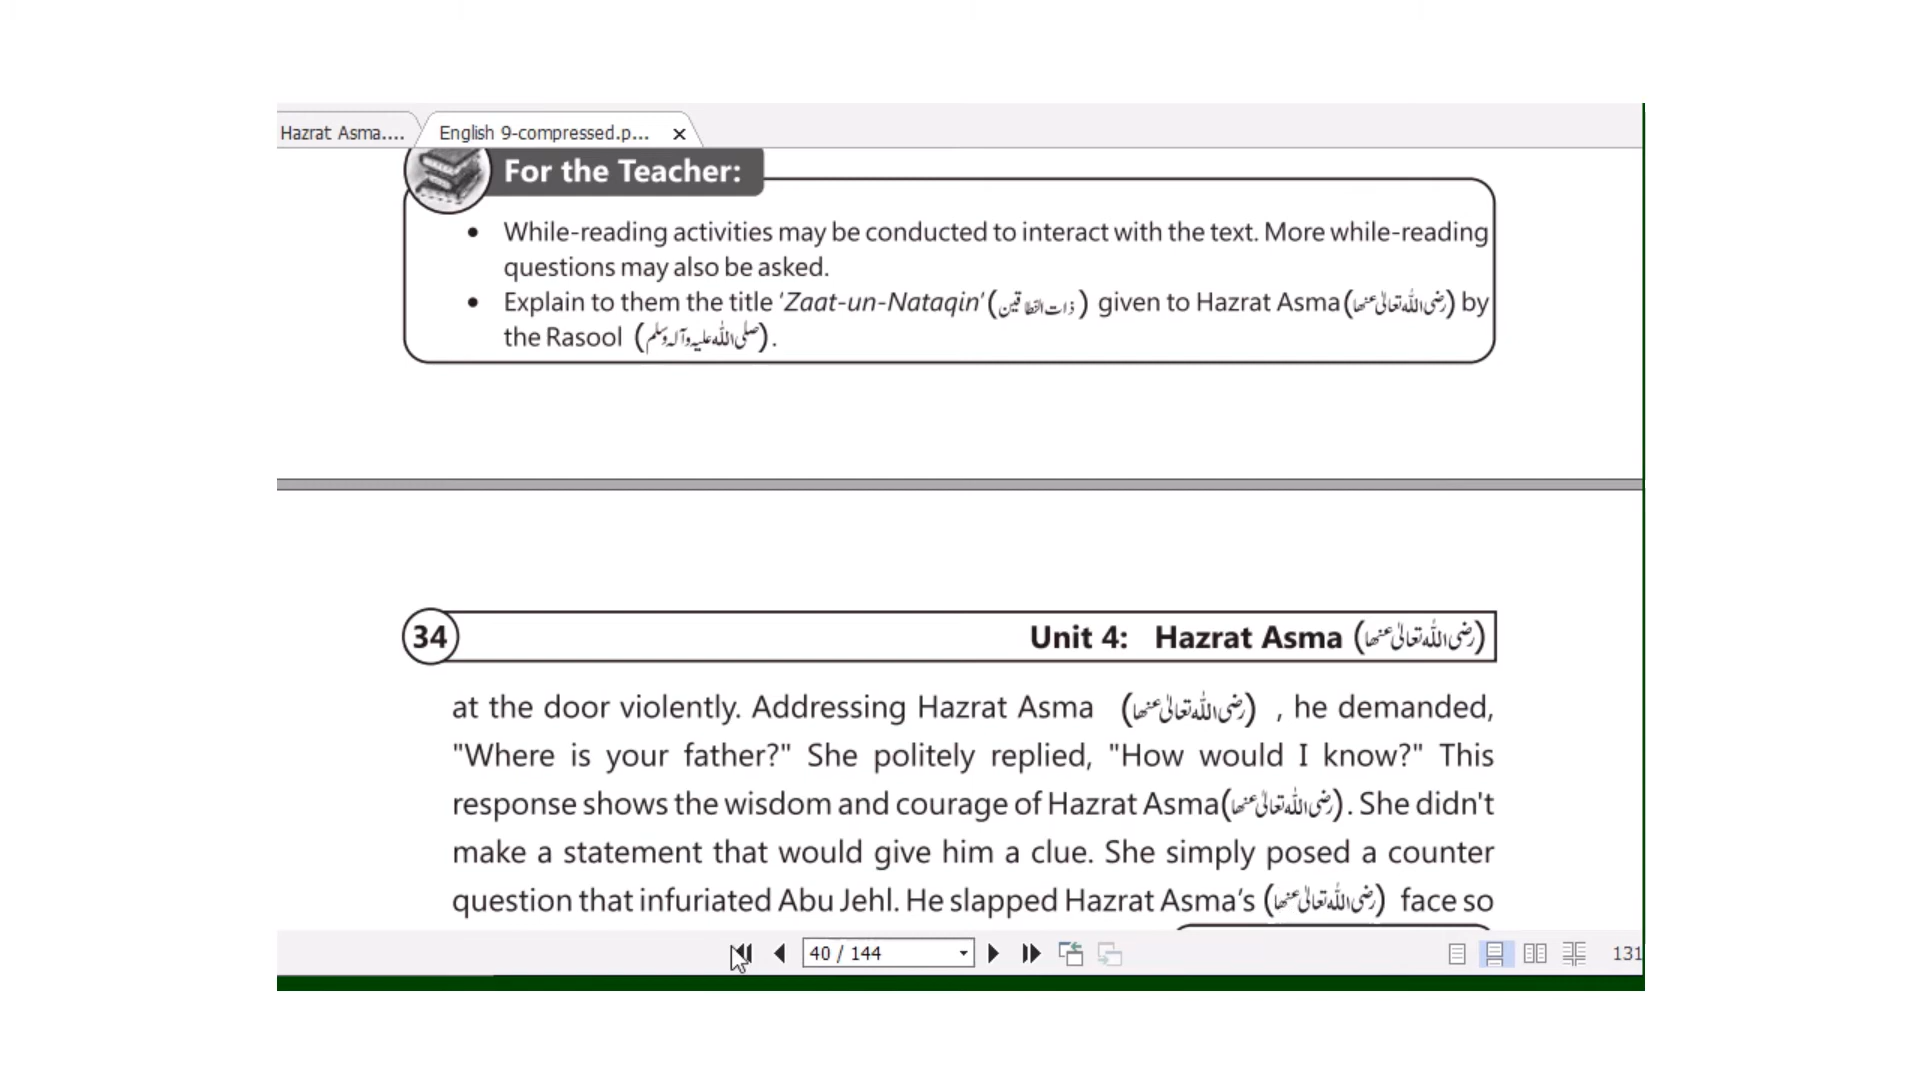 Hazrat Asma....
English 9-compressed.p...
For the Teacher:
• While-reading activities may be conducted to interact with the text. More while-reading
questions may also be asked.
• Explain to them the title 'Zaat-un-Nataqin' (ذات النطاقین) given to Hazrat Asma (رضی اللہ تعالیٰ عنھا) by
the Rasool (صلی اللہ علیہ وآلہ وسلم).
34
Unit 4: Hazrat Asma (رضی اللہ تعالیٰ عنھا)
at the door violently. Addressing Hazrat Asma (رضی اللہ تعالیٰ عنھا) , he demanded,
"Where is your father?" She politely replied, "How would I know?" This
response shows the wisdom and courage of Hazrat Asma(رضی اللہ تعالیٰ عنھا). She didn't
make a statement that would give him a clue. She simply posed a counter
question that infuriated Abu Jehl. He slapped Hazrat Asma's (رضی اللہ تعالیٰ عنھا) face so
40 / 144
131